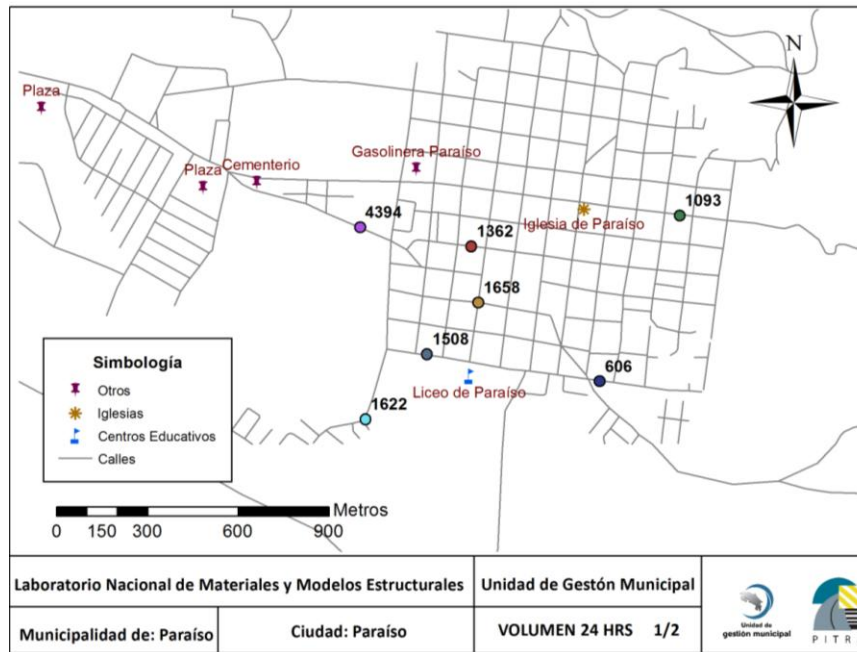 N
Plaza
Plaza
Cementerio
Gasolinera Paraíso
4394
1362
Iglesia de Paraíso
1093
1658
1508
Liceo de Paraíso
606
1622
Simbología
Otros
Iglesias
Centros Educativos
Calles
Metros
0 150 300 600 900
Laboratorio Nacional de Materiales y Modelos Estructurales
Unidad de Gestión Municipal
Municipalidad de: Paraíso
Ciudad: Paraíso
VOLUMEN 24 HRS 1/2
Unidad de
gestión municipal
PITR